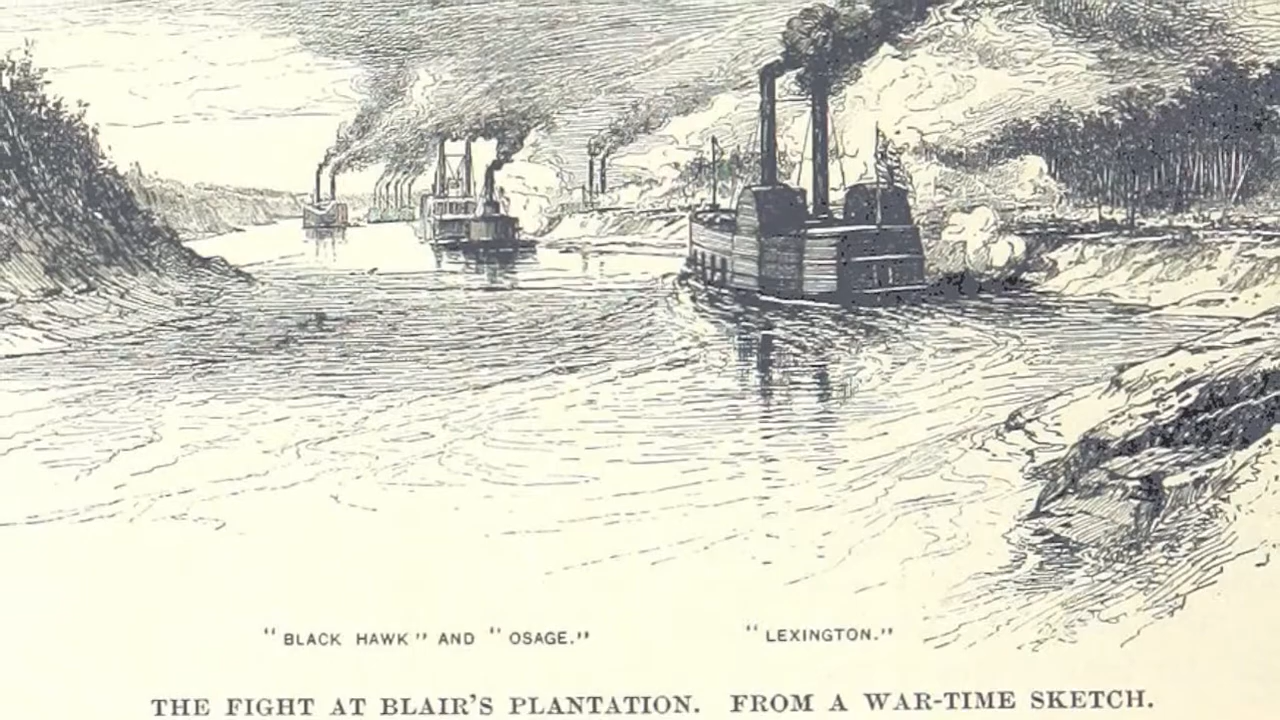 "BLACK HAWK" AND "OSAGE." "LEXINGTON."
THE FIGHT AT BLAIR'S PLANTATION. FROM A WAR-TIME SKETCH.